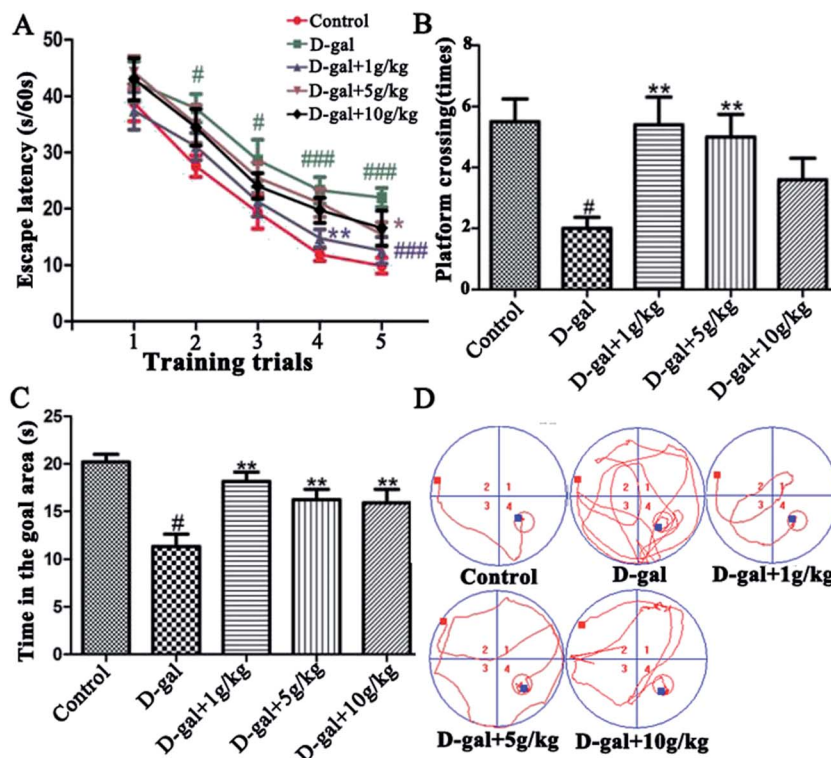 A
Escape latency (s/60s)
50
40
30
20
10
0
1 2 3 4 5
Training trials
Control
D-gal
D-gal+1g/kg
D-gal+5g/kg
D-gal+10g/kg
#
#
###
###
**
*
###
B
Platform crossing(times)
8
6
4
2
0
#
**
**
Control
D-gal
D-gal+1g/kg
D-gal+5g/kg
D-gal+10g/kg
C
Time in the goal area (s)
25
20
15
10
5
0
#
**
**
**
Control
D-gal
D-gal+1g/kg
D-gal+5g/kg
D-gal+10g/kg
D
2 1
3 4
Control
2 1
3 4
D-gal
2 1
3 4
D-gal+1g/kg
2 1
3 4
D-gal+5g/kg
2 1
3 4
D-gal+10g/kg